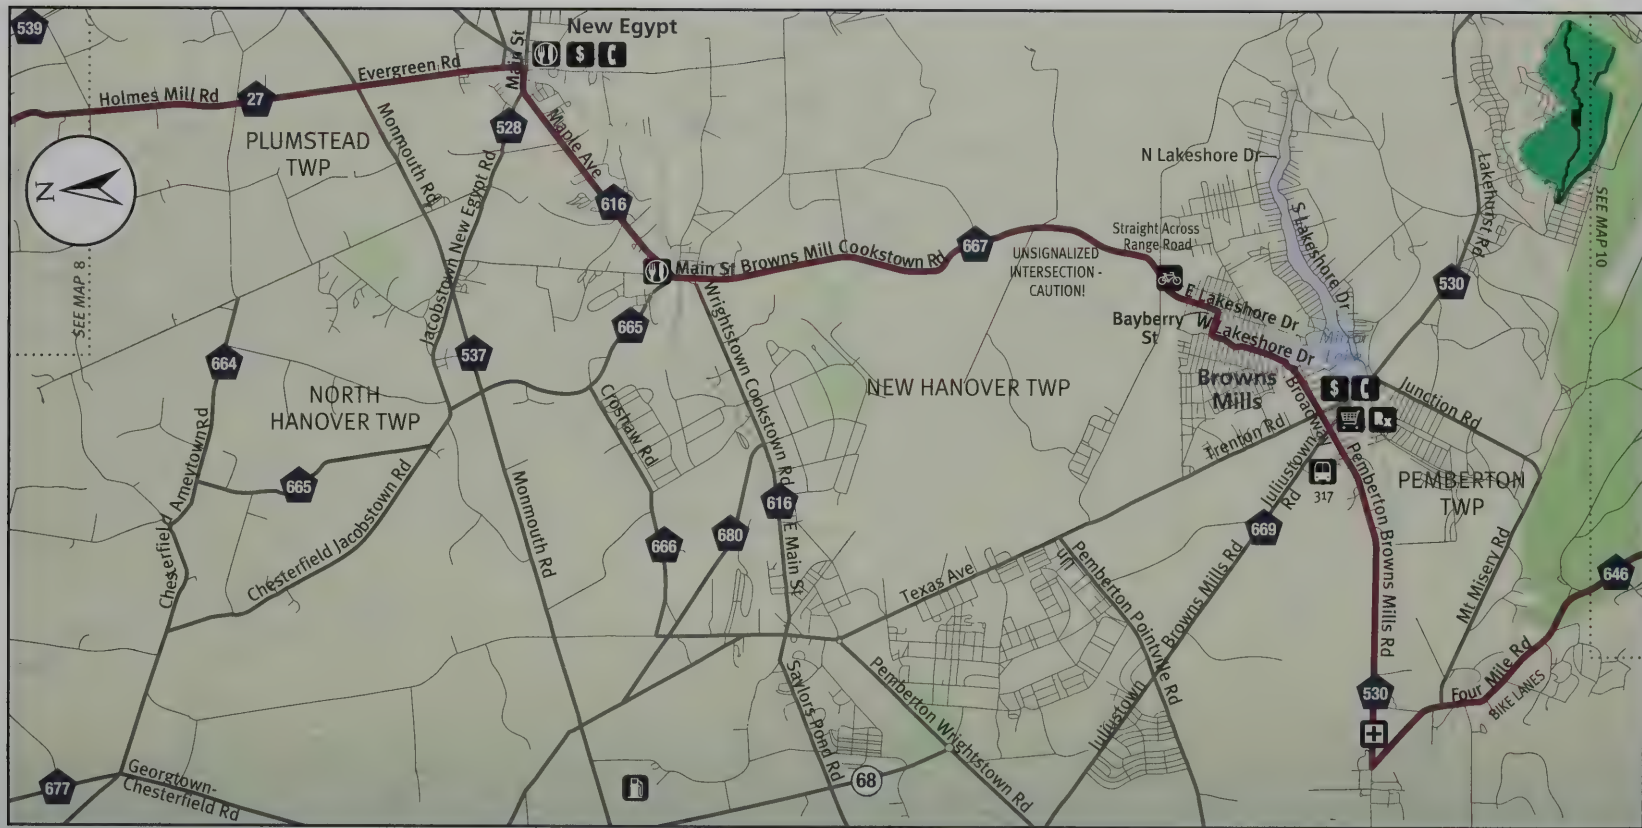 539
New Egypt
Main St
$
Evergreen Rd
Holmes Mill Rd
27
PLUMSTEAD
TWP
Monmouth Rd
528
Maple Ave
N
616
Jacobstown New Egypt Rd
SEE MAP 8
Main St Browns Mill Cookstown Rd
667
UNSIGNALIZED
INTERSECTION -
CAUTION!
Straight Across
Range Road
N Lakeshore Dr
S Lakeshore Dr
Lakehurst Rd
SEE MAP 10
530
E Lakeshore Dr
Bayberry
St
W Lakeshore Dr
Mirror
Lake
664
665
537
Wrightstown Cookstown Rd
NORTH
HANOVER TWP
NEW HANOVER TWP
Browns
Mills
Broadway
$
Rx
Junction Rd
Trenton Rd
Croshaw Rd
Chesterfield Ameytown Rd
665
Chesterfield Jacobstown Rd
Monmouth Rd
666
680
616
E Main St
Juliustown
Rd
317
669
PEMBERTON
TWP
Pemberton Browns Mills Rd
Mt Misery Rd
646
Texas Ave
un
Pemberton Pointville Rd
Juliustown Browns Mills Rd
Saylors Pond Rd
Pemberton Wrightstown Rd
530
Four Mile Rd
BIKE LANES
68
677
Georgtown-
Chesterfield Rd